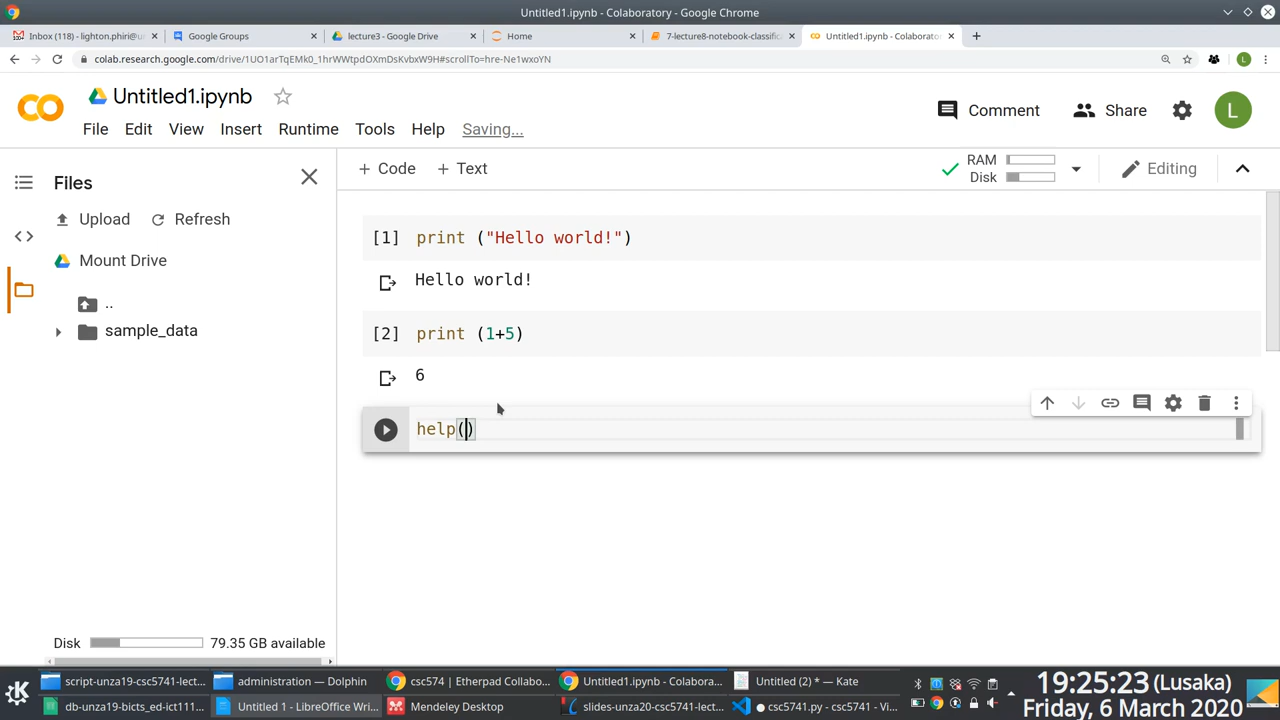 Untitled1.ipynb - Colaboratory - Google Chrome
Inbox (118) - lighton.phiri@u
Google Groups
lecture3 - Google Drive
Home
7-lecture8-notebook-classific
Untitled1.ipynb - Colaborato
colab.research.google.com/drive/1UO1arTqEMk0_1hrWWtpdOXmDsKvbxW9H#scrollTo=hre-Ne1wxoYN
Untitled1.ipynb
Comment
Share
L
File Edit View Insert Runtime Tools Help Saving...
Files
+ Code + Text
RAM
Disk
Editing
Upload Refresh
Mount Drive
..
sample_data
[1] print ("Hello world!")
Hello world!
[2] print (1+5)
6
help()
Disk 79.35 GB available
script-unza19-csc5741-lect...
administration — Dolphin
csc574 | Etherpad Collabo...
Untitled1.ipynb - Colabora...
Untitled (2) * — Kate
db-unza19-bicts_ed-ict111...
Untitled 1 - LibreOffice Wri...
Mendeley Desktop
slides-unza20-csc5741-lect...
● csc5741.py - csc5741 - Vi...
19:25:23 (Lusaka)
Friday, 6 March 2020